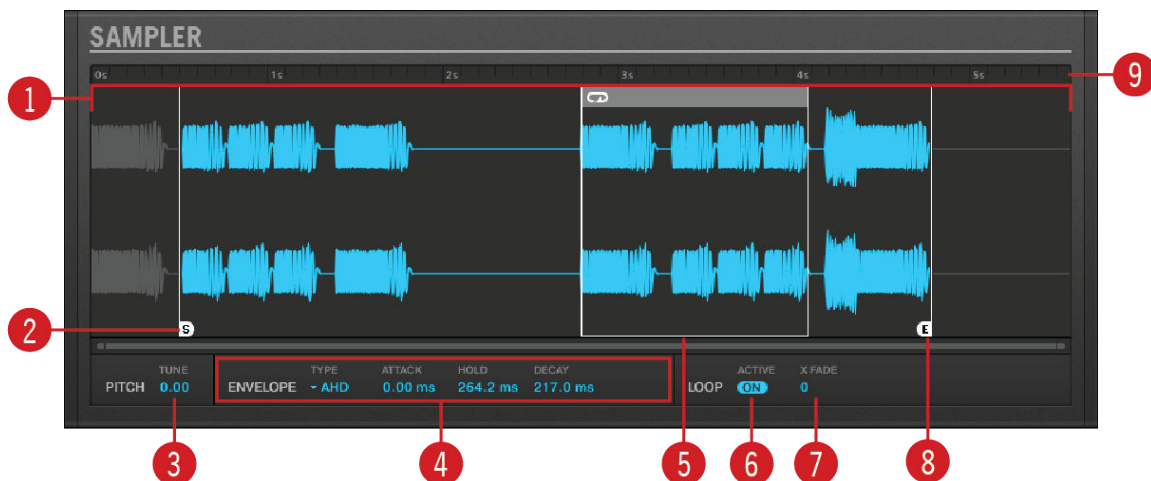 SAMPLER
0s 1s 2s 3s 4s 5s
9
1
2
S
E
TUNE TYPE ATTACK HOLD DECAY ACTIVE X FADE
PITCH 0.00 ENVELOPE AHD 0.00 ms 264.2 ms 217.0 ms LOOP ON 0
3 4 5 6 7 8